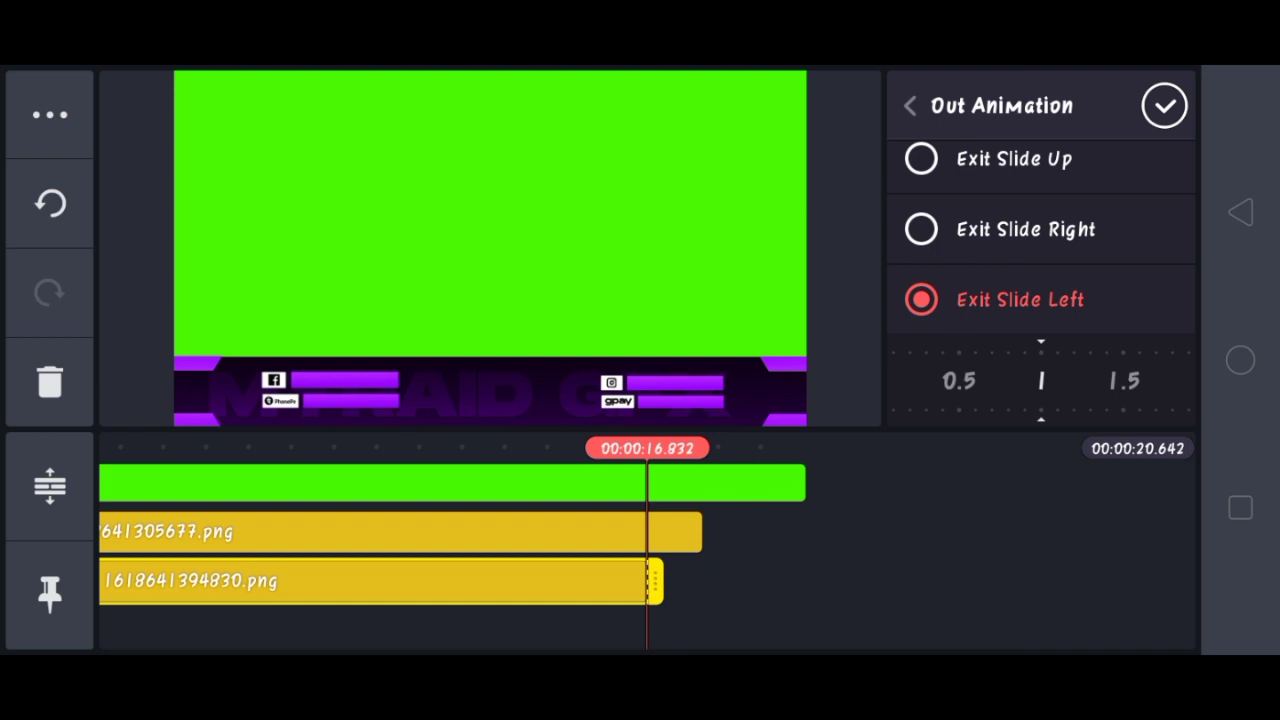 Out Animation
Exit Slide Up
Exit Slide Right
Exit Slide Left
0.5 1 1.5
PhonePe
gpay
00:00:16.832
00:00:20.642
641305677.png
1618641394830.png